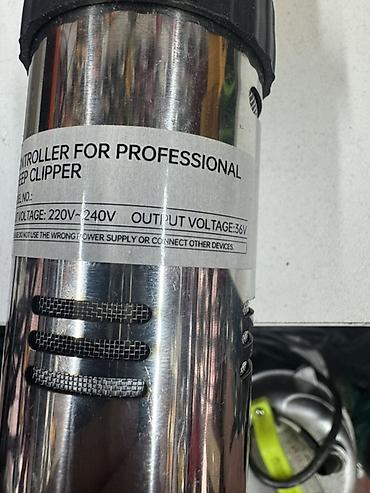 NTROLLER FOR PROFESSIONAL
EEP CLIPPER
EL NO.:
T VOLTAGE: 220V~240V OUTPUT VOLTAGE:36V
DO NOT USE THE WRONG POWER SUPPLY OR CONNECT OTHER DEVICES.